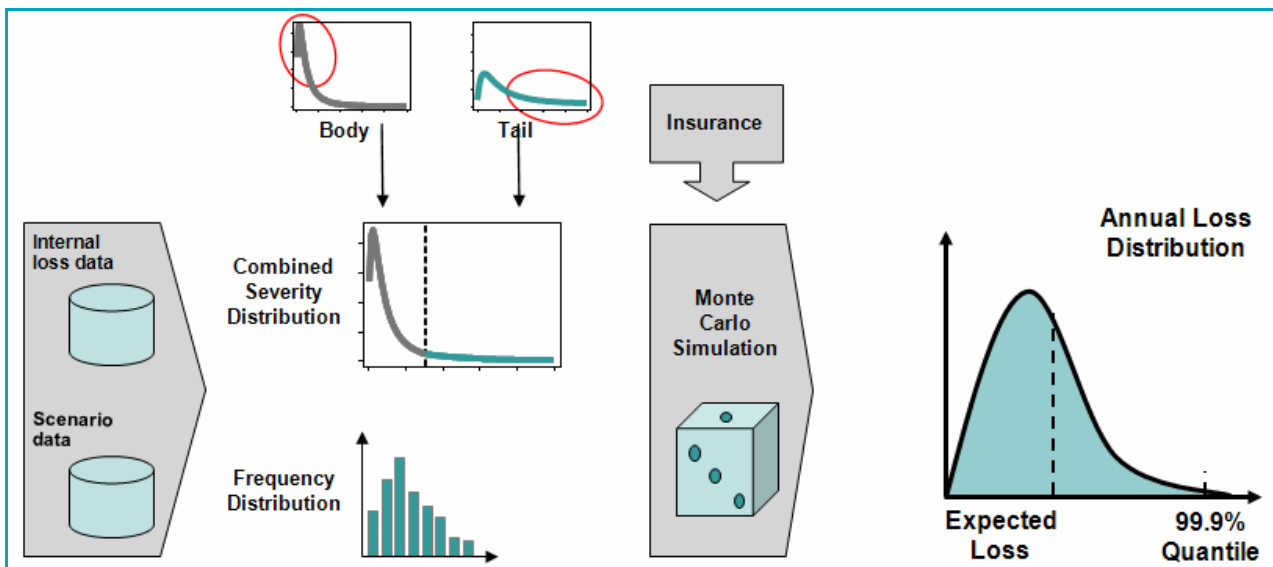 Body
Tail
Insurance
Internal
loss data
Scenario
data
Combined
Severity
Distribution
Frequency
Distribution
Monte
Carlo
Simulation
Annual Loss
Distribution
Expected
Loss
99.9%
Quantile